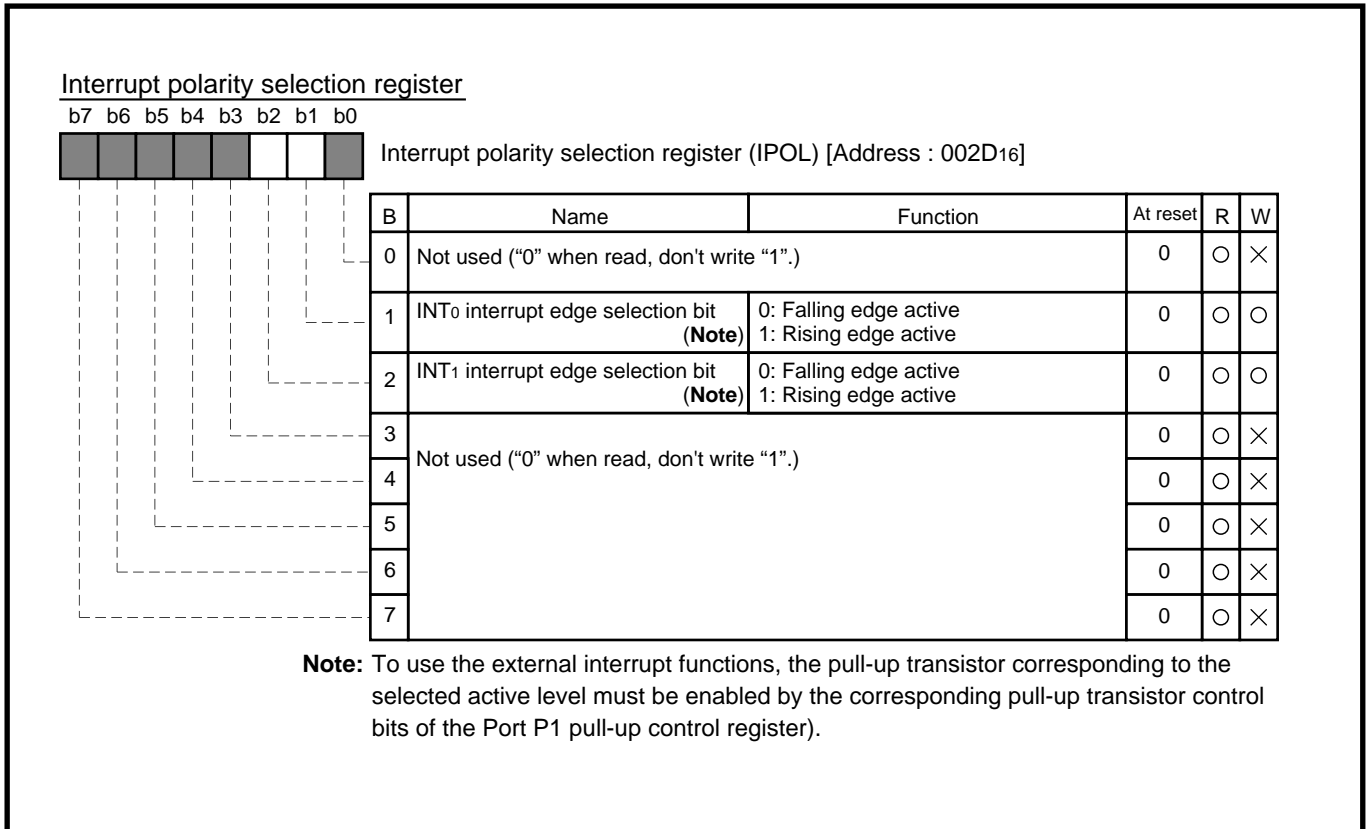 Interrupt polarity selection register
b7 b6 b5 b4 b3 b2 b1 b0
Interrupt polarity selection register (IPOL) [Address : 002D16]
B Name Function At reset R W
0 Not used (“0” when read, don't write “1”.) 0 ○ ×
1 INT0 interrupt edge selection bit (Note) 0: Falling edge active 0 ○ ○
1: Rising edge active
2 INT1 interrupt edge selection bit (Note) 0: Falling edge active 0 ○ ○
1: Rising edge active
3 0 ○ ×
Not used (“0” when read, don't write “1”.)
4 0 ○ ×
5 0 ○ ×
6 0 ○ ×
7 0 ○ ×
Note: To use the external interrupt functions, the pull-up transistor corresponding to the
selected active level must be enabled by the corresponding pull-up transistor control
bits of the Port P1 pull-up control register).